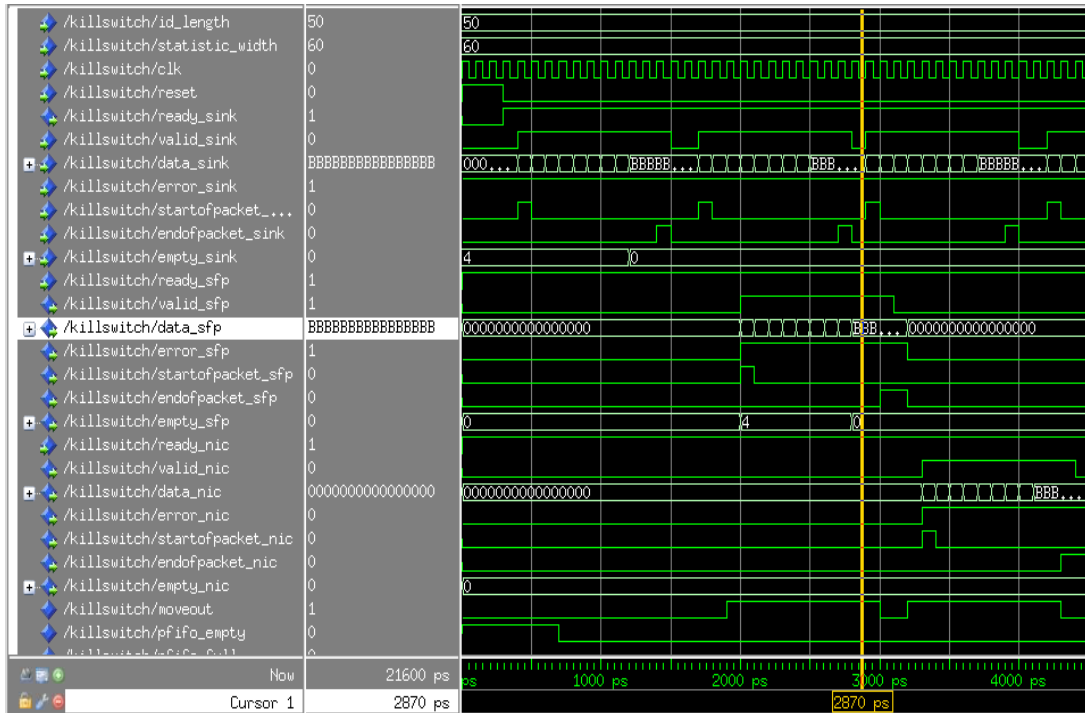 /killswitch/id_length 50 50
/killswitch/statistic_width 60 60
/killswitch/clk 0
/killswitch/reset 0
/killswitch/ready_sink 1
/killswitch/valid_sink 0
/killswitch/data_sink BBBBBBBBBBBBBBBB 000... BBBBB... BBB... BBBBB...
/killswitch/error_sink 1
/killswitch/startofpacket_... 0
/killswitch/endofpacket_sink 0
/killswitch/empty_sink 0 4 0
/killswitch/ready_sfp 1
/killswitch/valid_sfp 1
/killswitch/data_sfp BBBBBBBBBBBBBBBB 0000000000000000 BBB... 0000000000000000
/killswitch/error_sfp 1
/killswitch/startofpacket_sfp 0
/killswitch/endofpacket_sfp 0
/killswitch/empty_sfp 0 0 4 0
/killswitch/ready_nic 1
/killswitch/valid_nic 0
/killswitch/data_nic 0000000000000000 0000000000000000 BBB...
/killswitch/error_nic 0
/killswitch/startofpacket_nic 0
/killswitch/endofpacket_nic 0
/killswitch/empty_nic 0 0
/killswitch/moveout 1
/killswitch/pfifo_empty 0
Now 21600 ps ps 1000 ps 2000 ps 3000 ps 4000 ps
Cursor 1 2870 ps 2870 ps